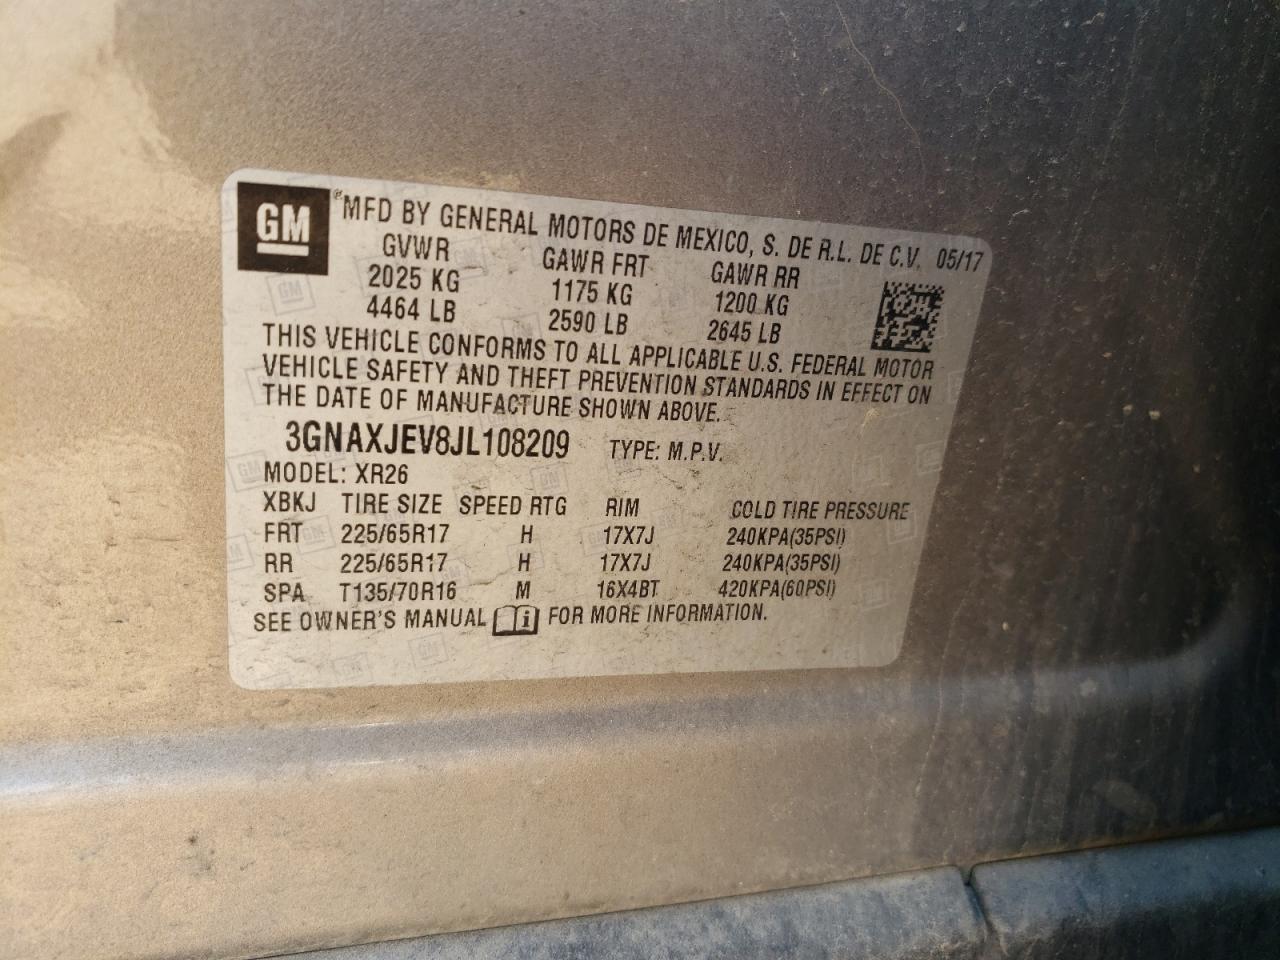 GM ® MFD BY GENERAL MOTORS DE MEXICO, S. DE R.L. DE C.V. 05/17
GVWR GAWR FRT GAWR RR
2025 KG 1175 KG 1200 KG
4464 LB 2590 LB 2645 LB
THIS VEHICLE CONFORMS TO ALL APPLICABLE U.S. FEDERAL MOTOR
VEHICLE SAFETY AND THEFT PREVENTION STANDARDS IN EFFECT ON
THE DATE OF MANUFACTURE SHOWN ABOVE.
3GNAXJEV8JL108209 TYPE: M.P.V.
MODEL: XR26
XBKJ TIRE SIZE SPEED RTG RIM COLD TIRE PRESSURE
FRT 225/65R17 H 17X7J 240KPA(35PSI)
RR 225/65R17 H 17X7J 240KPA(35PSI)
SPA T135/70R16 M 16X4BT 420KPA(60PSI)
SEE OWNER'S MANUAL FOR MORE INFORMATION.